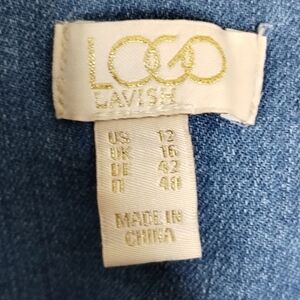 LOGO
LAVISH
US 12
UK 16
DE 42
IT 48
MADE IN
CHINA